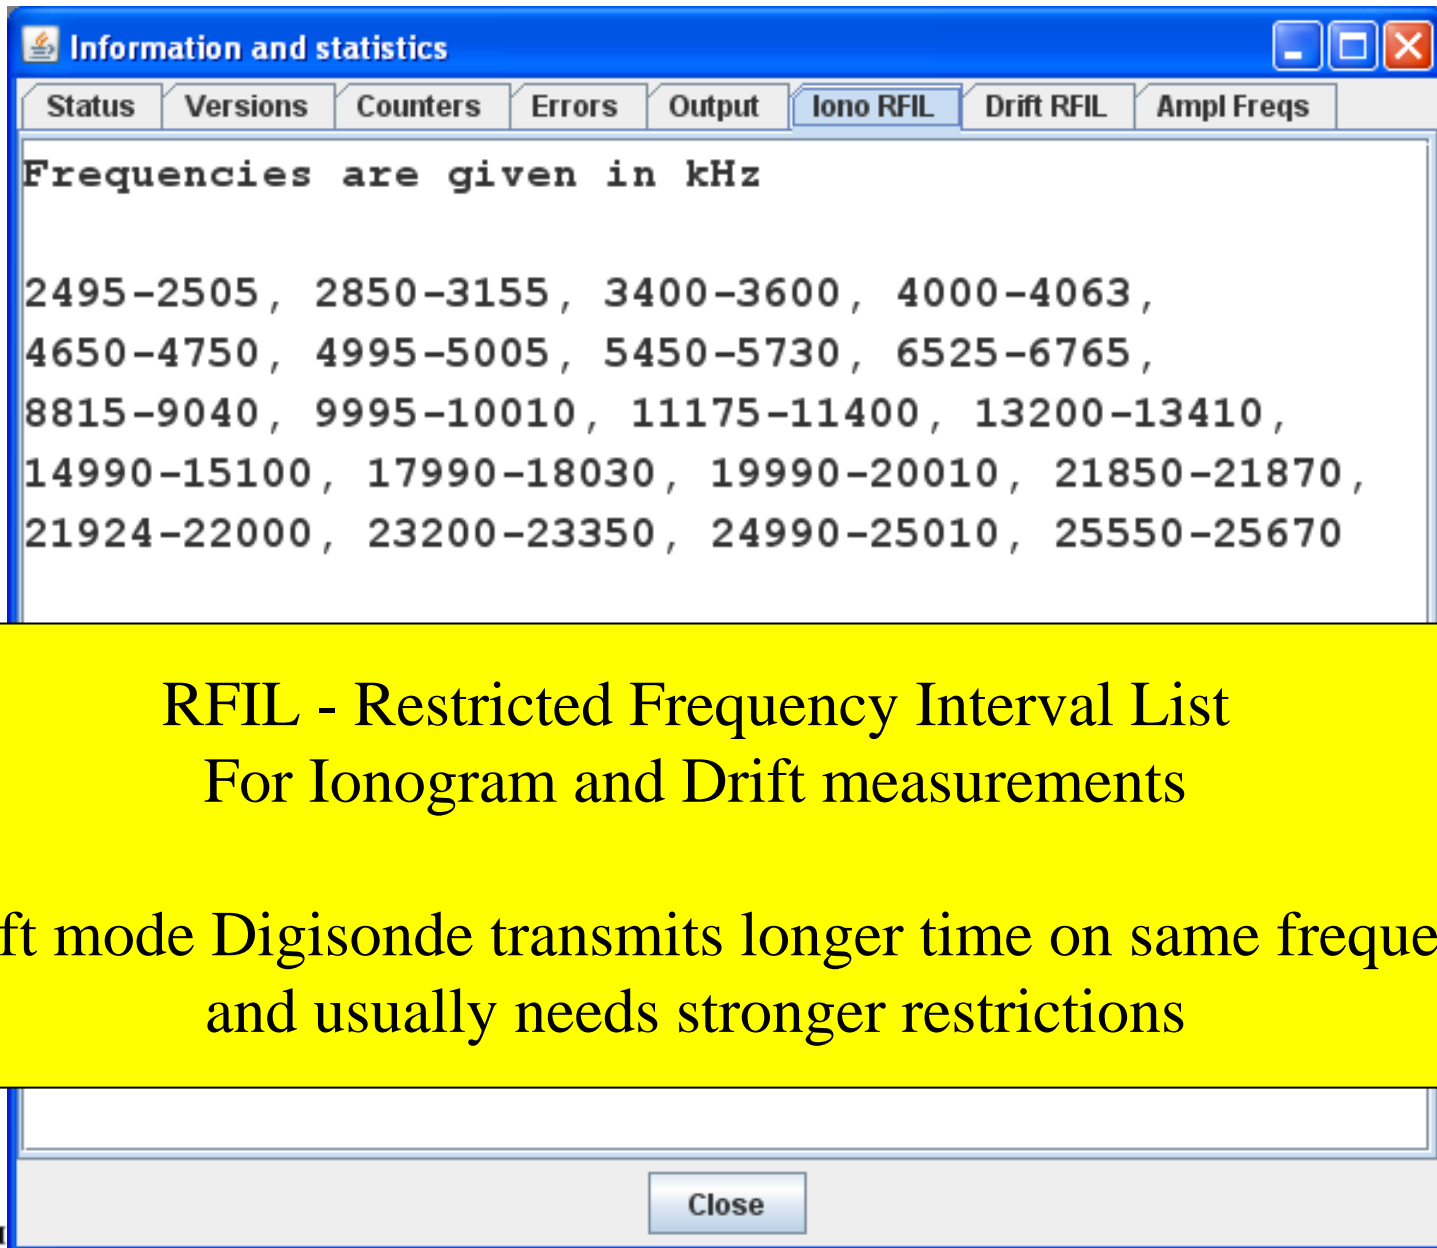 Information and statistics
Status Versions Counters Errors Output Iono RFIL Drift RFIL Ampl Freqs
Frequencies are given in kHz
2495-2505, 2850-3155, 3400-3600, 4000-4063,
4650-4750, 4995-5005, 5450-5730, 6525-6765,
8815-9040, 9995-10010, 11175-11400, 13200-13410,
14990-15100, 17990-18030, 19990-20010, 21850-21870,
21924-22000, 23200-23350, 24990-25010, 25550-25670
RFIL - Restricted Frequency Interval List
For Ionogram and Drift measurements
ft mode Digisonde transmits longer time on same freque
and usually needs stronger restrictions
Close